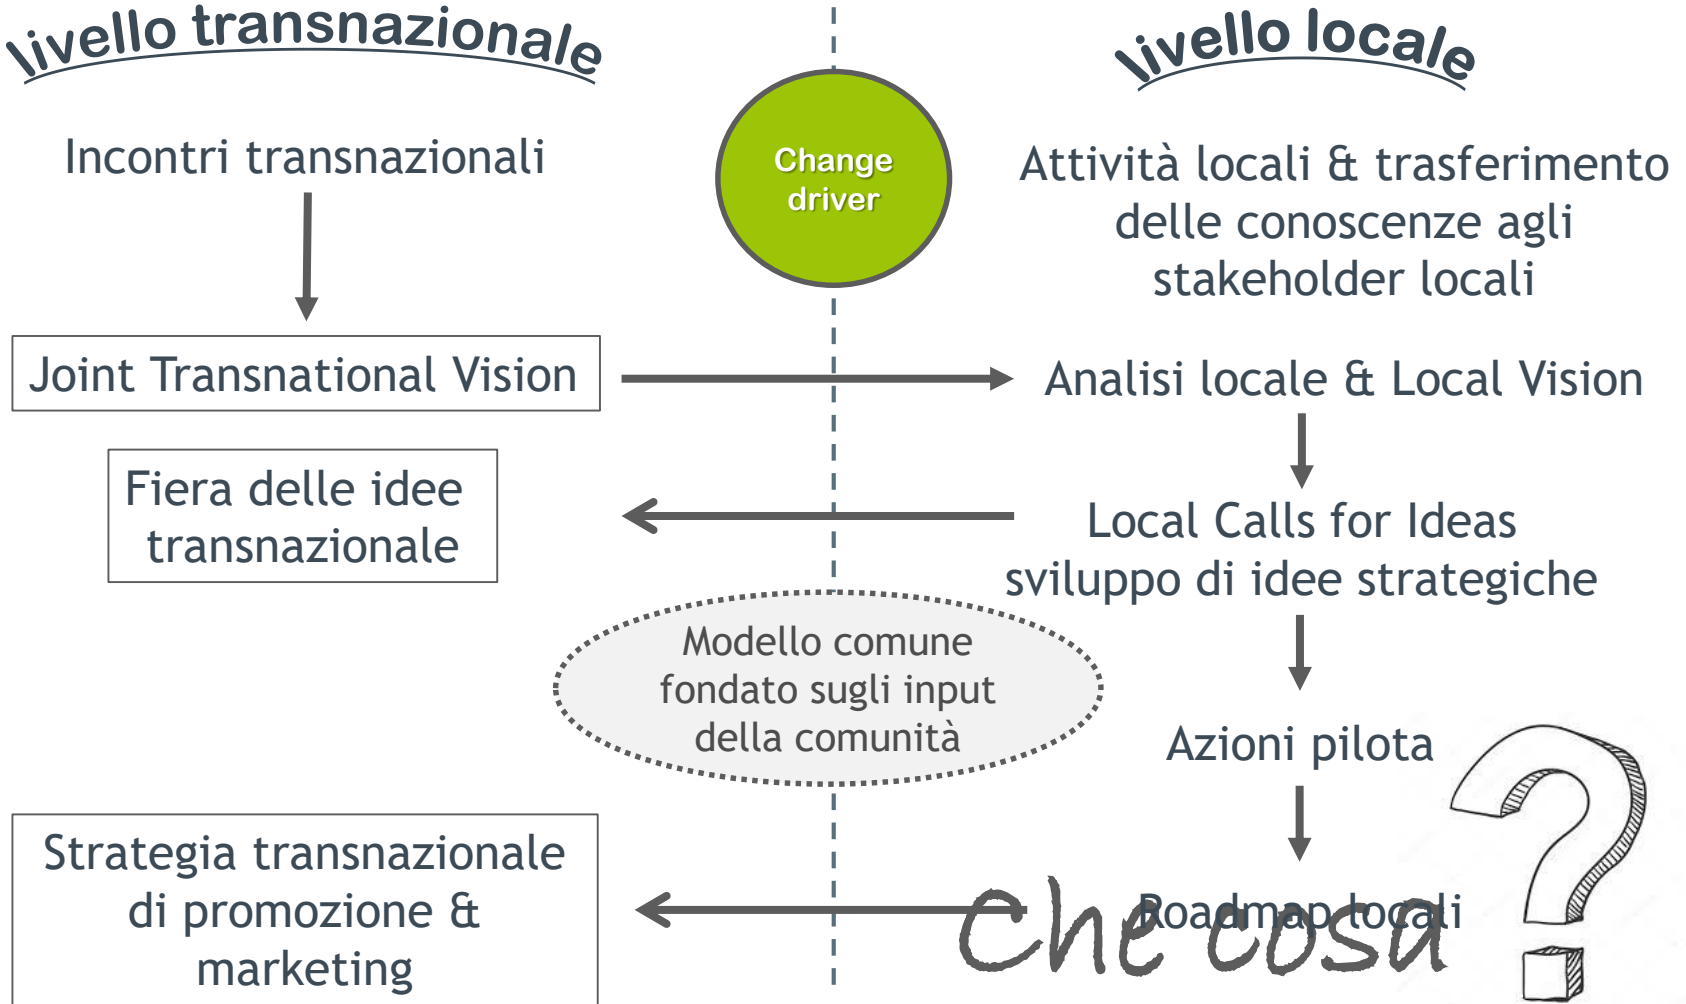 livello transnazionale
livello locale
Change
driver
Incontri transnazionali
Attività locali & trasferimento
delle conoscenze agli
stakeholder locali
Joint Transnational Vision
Analisi locale & Local Vision
Fiera delle idee
transnazionale
Local Calls for Ideas
sviluppo di idee strategiche
Modello comune
fondato sugli input
della comunità
Azioni pilota
Strategia transnazionale
di promozione &
marketing
Roadmap locali
Che cosa
?